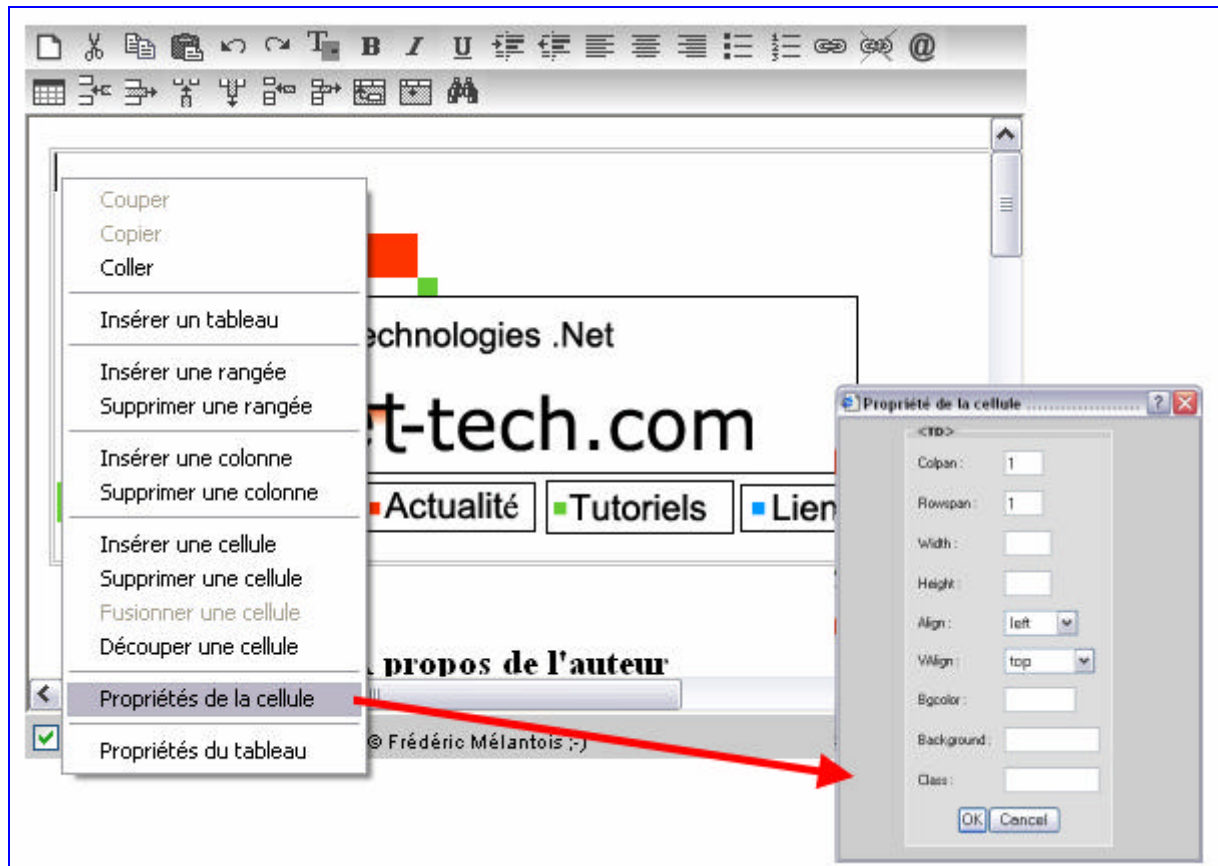 B I U @
Couper
Copier
Coller
Insérer un tableau
Insérer une rangée
Supprimer une rangée
Insérer une colonne
Supprimer une colonne
Insérer une cellule
Supprimer une cellule
Fusionner une cellule
Découper une cellule
Propriétés de la cellule
Propriétés du tableau
echnologies .Net
et-tech.com
Actualité
Tutoriels
Lien
propos de l'auteur
© Frédéric Mélantois ;-)
Propriété de la cellule ..................... ?
<TD>
Colpan : 1
Rowspan : 1
Width :
Height :
Align : left
VAlign : top
Bgcolor :
Background :
Class :
OK Cancel